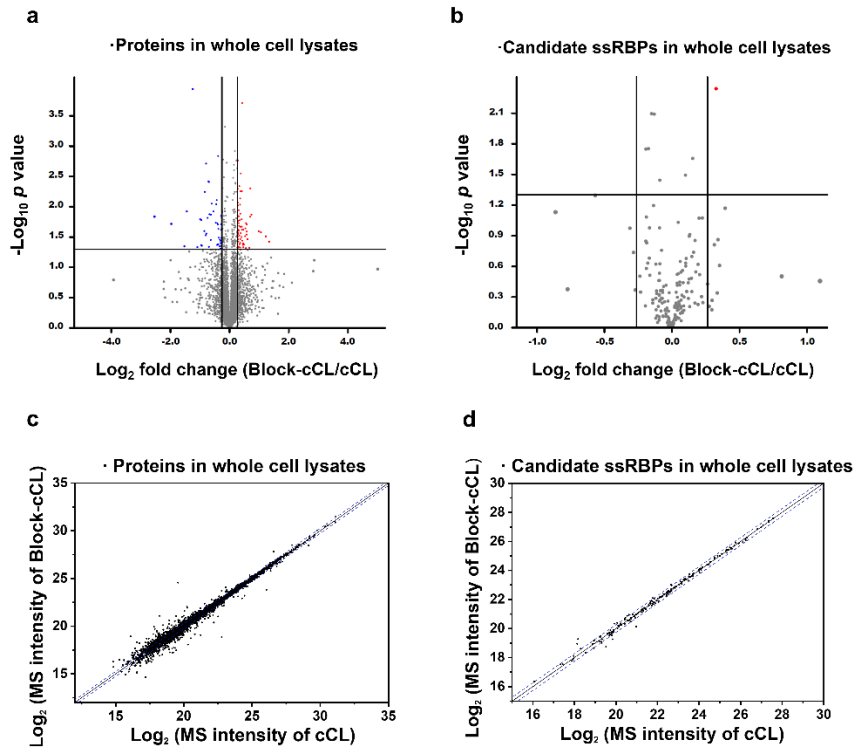 a
·Proteins in whole cell lysates
-Log10 p value
3.5
3.0
2.5
2.0
1.5
1.0
0.5
0.0
-4.0 -2.0 0.0 2.0 4.0
Log2 fold change (Block-cCL/cCL)
b
·Candidate ssRBPs in whole cell lysates
-Log10 p value
2.1
1.8
1.5
1.2
0.9
0.6
0.3
0.0
-1.0 -0.5 0.0 0.5 1.0
Log2 fold change (Block-cCL/cCL)
c
· Proteins in whole cell lysates
Log2 (MS intensity of Block-cCL)
35
30
25
20
15
15 20 25 30 35
Log2 (MS intensity of cCL)
d
· Candidate ssRBPs in whole cell lysates
Log2 (MS intensity of Block-cCL)
30
28
26
24
22
20
18
16
16 18 20 22 24 26 28 30
Log2 (MS intensity of cCL)